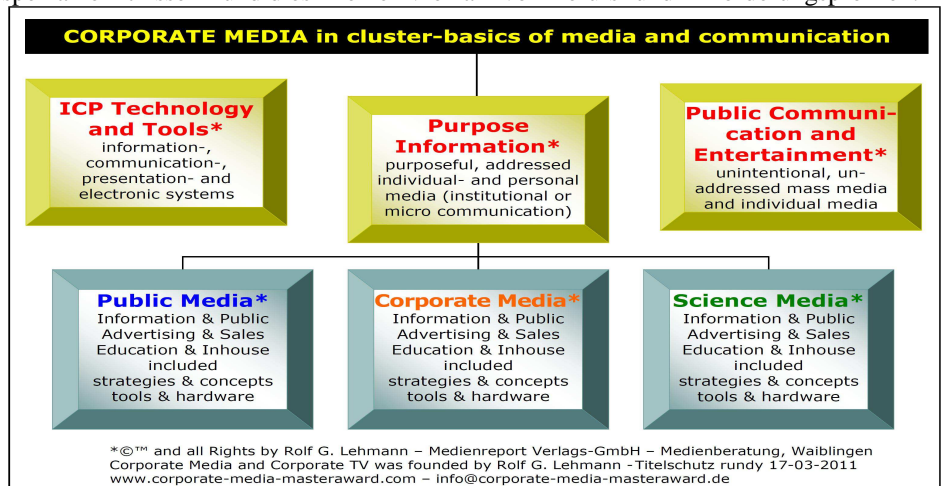 CORPORATE MEDIA in cluster-basics of media and communication
ICP Technology
and Tools*
information-,
communication-,
presentation- and
electronic systems
Purpose
Information*
purposeful, addressed
individual- and personal
media (institutional or
micro communication)
Public Communi-
cation and
Entertainment*
unintentional, un-
addressed mass media
and individual media
Public Media*
Information & Public
Advertising & Sales
Education & Inhouse
included
strategies & concepts
tools & hardware
Corporate Media*
Information & Public
Advertising & Sales
Education & Inhouse
included
strategies & concepts
tools & hardware
Science Media*
Information & Public
Advertising & Sales
Education & Inhouse
included
strategies & concepts
tools & hardware
*©™ and all Rights by Rolf G. Lehmann – Medienreport Verlags-GmbH – Medienberatung, Waiblingen
Corporate Media and Corporate TV was founded by Rolf G. Lehmann -Titelschutz rundy 17-03-2011
www.corporate-media-masteraward.com – info@corporate-media-masteraward.de